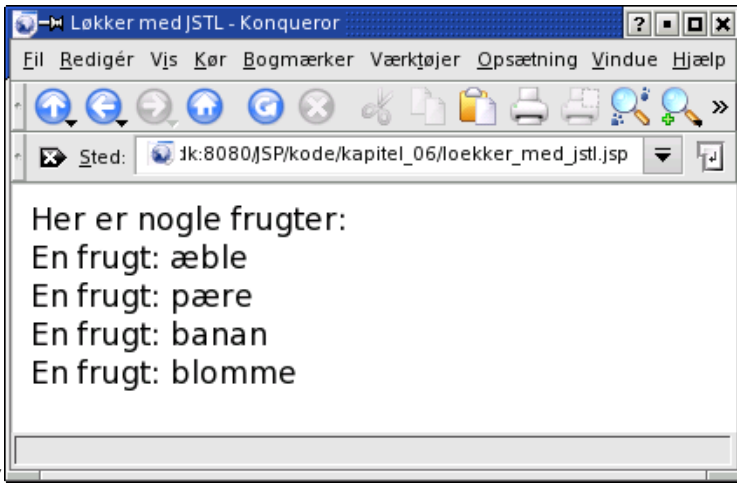 Løkker med JSTL - Konqueror
Fil Redigér Vis Kør Bogmærker Værktøjer Opsætning Vindue Hjælp
Sted: dk:8080/JSP/kode/kapitel_06/loekker_med_jstl.jsp
Her er nogle frugter:
En frugt: æble
En frugt: pære
En frugt: banan
En frugt: blomme